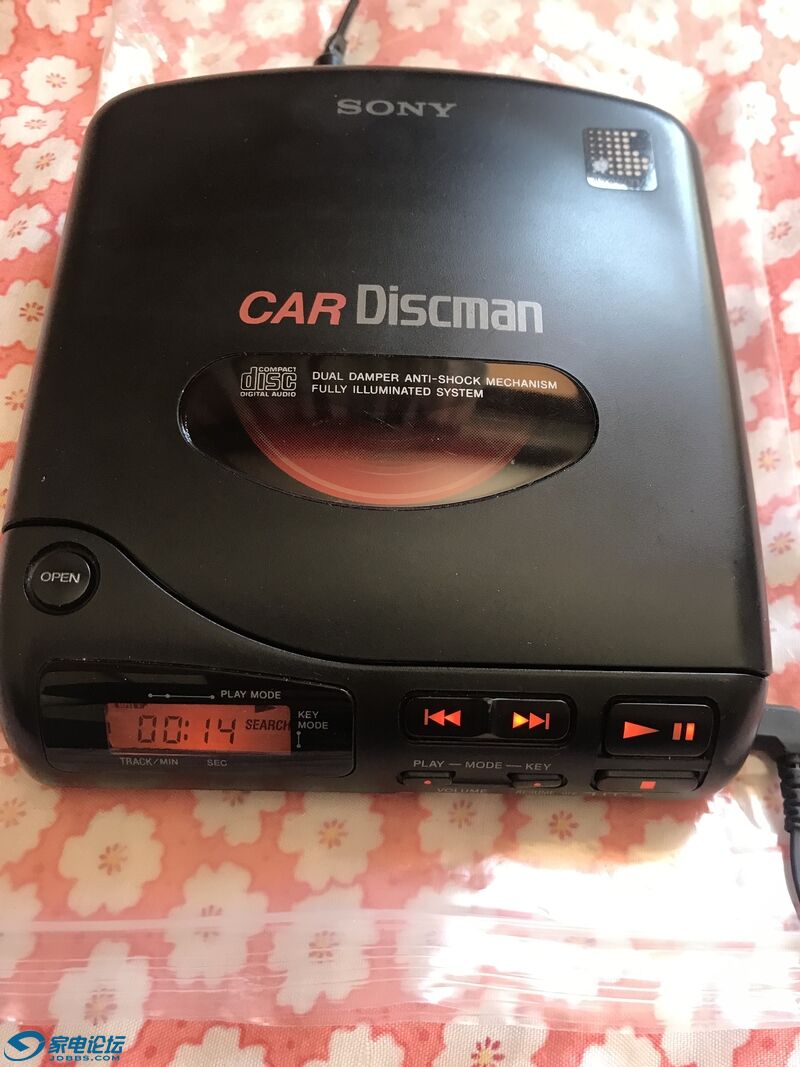 SONY
CAR Discman
COMPACT
disc
DIGITAL AUDIO
DUAL DAMPER ANTI-SHOCK MECHANISM
FULLY ILLUMINATED SYSTEM
OPEN
PLAY MODE
00:14 SEARCH
KEY
MODE
TRACK/MIN SEC
PLAY — MODE — KEY
VOLUME
家电论坛
JDBBS.COM